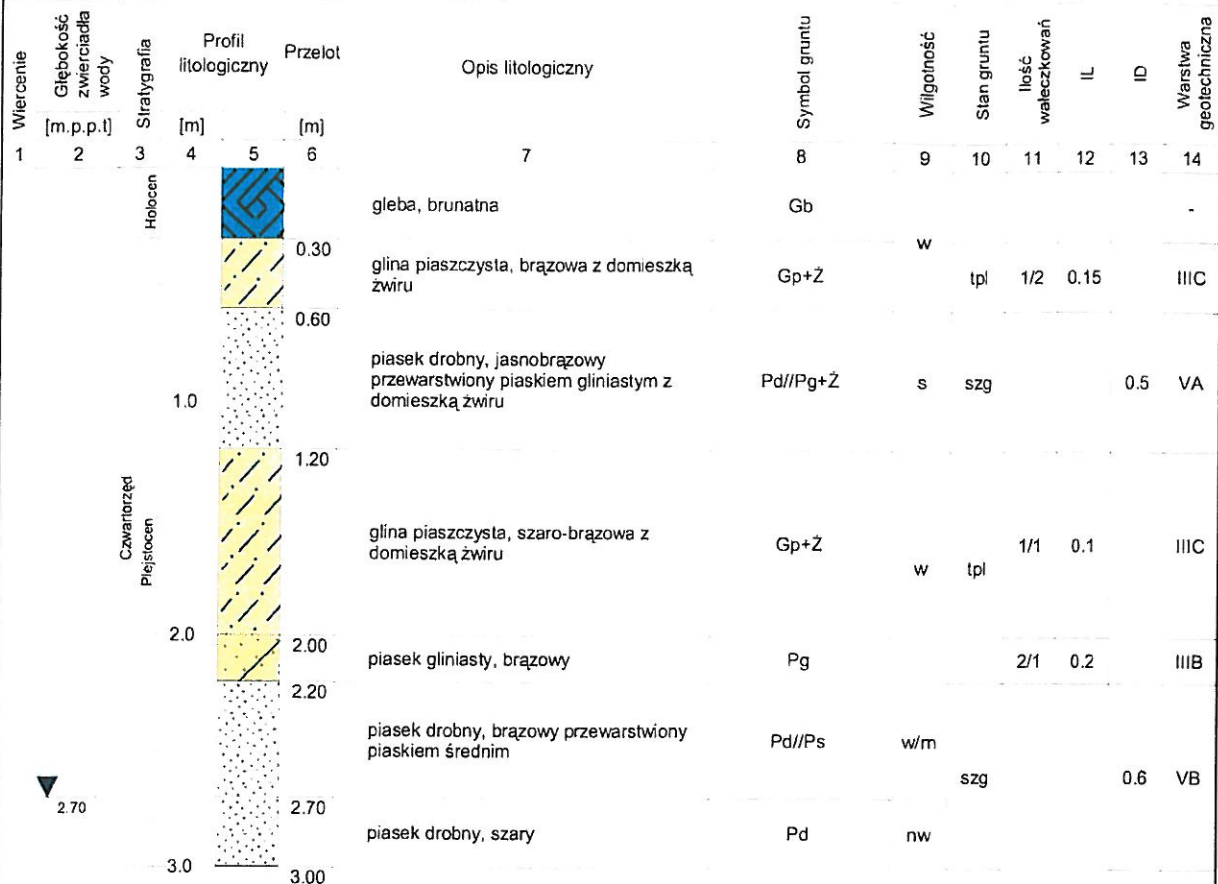 Wiercenie
Głębokość
zwierciadła
wody
[m.p.p.t]
Stratygrafia
Profil
litologiczny
[m]
Przelot
[m]
Opis litologiczny
Symbol gruntu
Wilgotność
Stan gruntu
Ilość
wałeczkowań
IL
ID
Warstwa
geotechniczna
1 2 3 4 5 6 7 8 9 10 11 12 13 14
Holocen
gleba, brunatna
Gb
-
0.30
w
glina piaszczysta, brązowa z domieszką
żwiru
Gp+Ż
tpl 1/2 0.15 IIIC
0.60
piasek drobny, jasnobrązowy
przewarstwiony piaskiem gliniastym z
domieszką żwiru
Pd//Pg+Ż s szg 0.5 VA
1.0
1.20
Czwartorzęd
Plejstocen
glina piaszczysta, szaro-brązowa z
domieszką żwiru
Gp+Ż 1/1 0.1 IIIC
w tpl
2.0
2.00
piasek gliniasty, brązowy Pg 2/1 0.2 IIIB
2.20
piasek drobny, brązowy przewarstwiony
piaskiem średnim
Pd//Ps w/m
szg 0.6 VB
2.70
2.70
piasek drobny, szary Pd nw
3.0
3.00